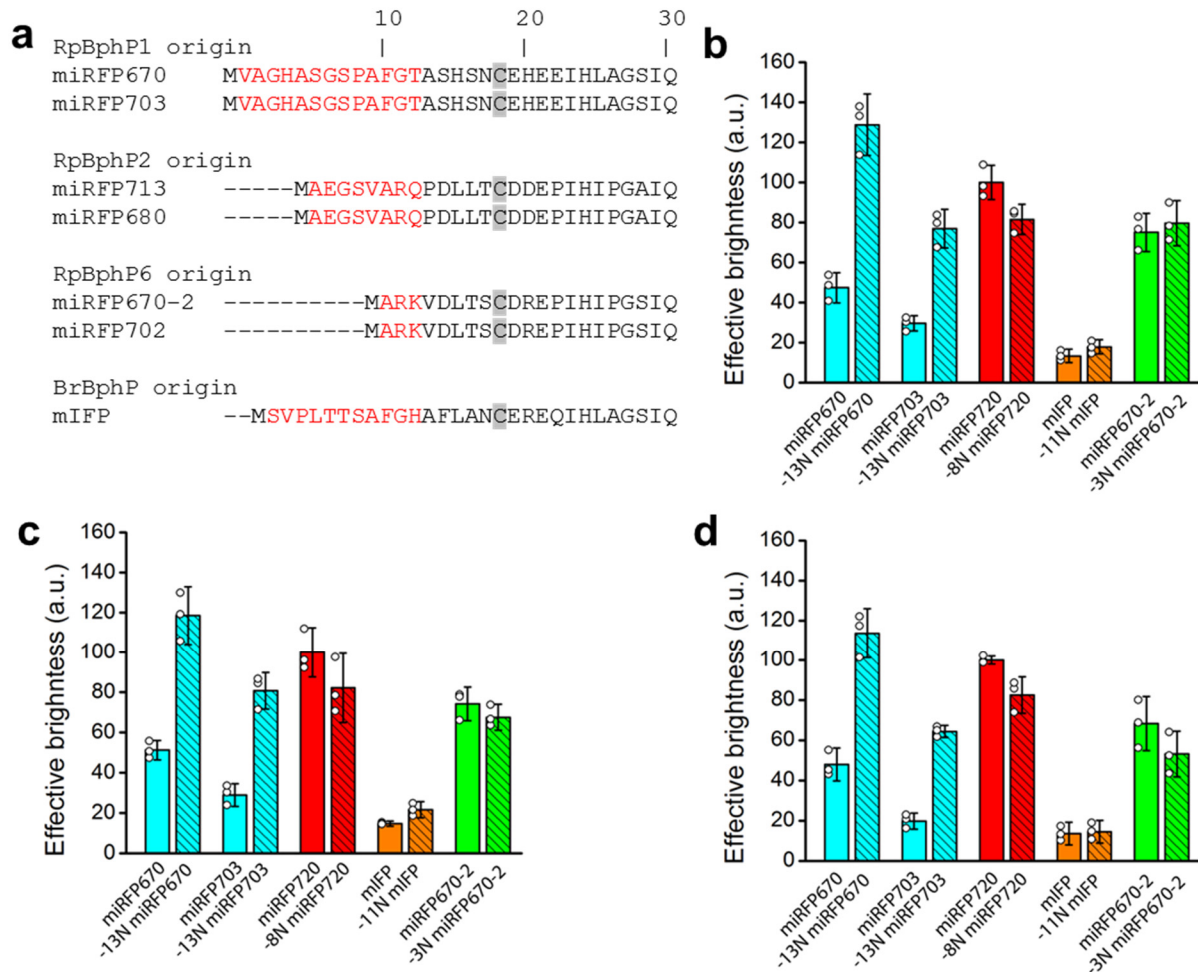 a
10 20 30
| | |
RpBphP1 origin
miRFP670 MVAGHASGSPAFGTASHSNCEHEEIHLAGSIQ
miRFP703 MVAGHASGSPAFGTASHSNCEHEEIHLAGSIQ
RpBphP2 origin
miRFP713 -----MAEGSVARQPDLLTCDDEPIHIPGAIQ
miRFP680 -----MAEGSVARQPDLLTCDDEPIHIPGAIQ
RpBphP6 origin
miRFP670-2 ----------MARKVDLTSCDREPIHIPGSIQ
miRFP702 ----------MARKVDLTSCDREPIHIPGSIQ
BrBphP origin
mIFP --MSVPLTTSAFGHAFLANCEREQIHLAGSIQ
b
Effective brighntess (a.u.)
160
140
120
100
80
60
40
20
0
miRFP670
-13N miRFP670
miRFP703
-13N miRFP703
miRFP720
-8N miRFP720
mIFP
-11N mIFP
miRFP670-2
-3N miRFP670-2
c
Effective brighntess (a.u.)
160
140
120
100
80
60
40
20
0
miRFP670
-13N miRFP670
miRFP703
-13N miRFP703
miRFP720
-8N miRFP720
mIFP
-11N mIFP
miRFP670-2
-3N miRFP670-2
d
Effective brightness (a.u.)
160
140
120
100
80
60
40
20
0
miRFP670
-13N miRFP670
miRFP703
-13N miRFP703
miRFP720
-8N miRFP720
mIFP
-11N mIFP
miRFP670-2
-3N miRFP670-2